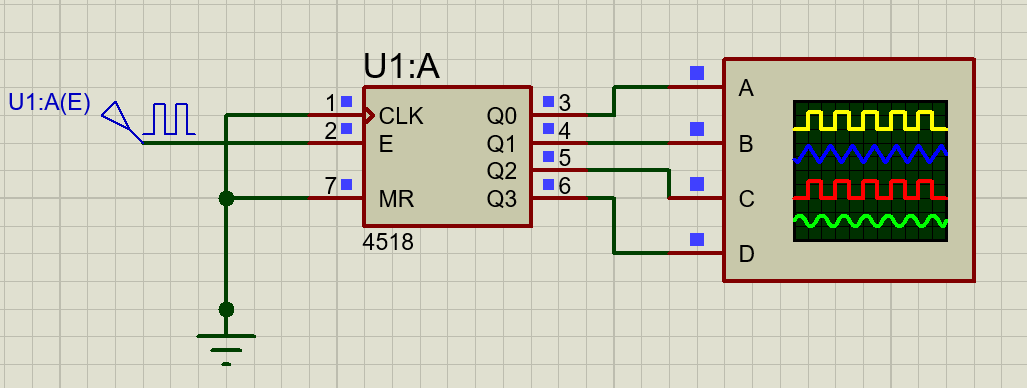 U1:A
U1:A(E)
1 CLK Q0 3 A
2 E Q1 4 B
Q2 5 C
7 MR Q3 6 D
4518